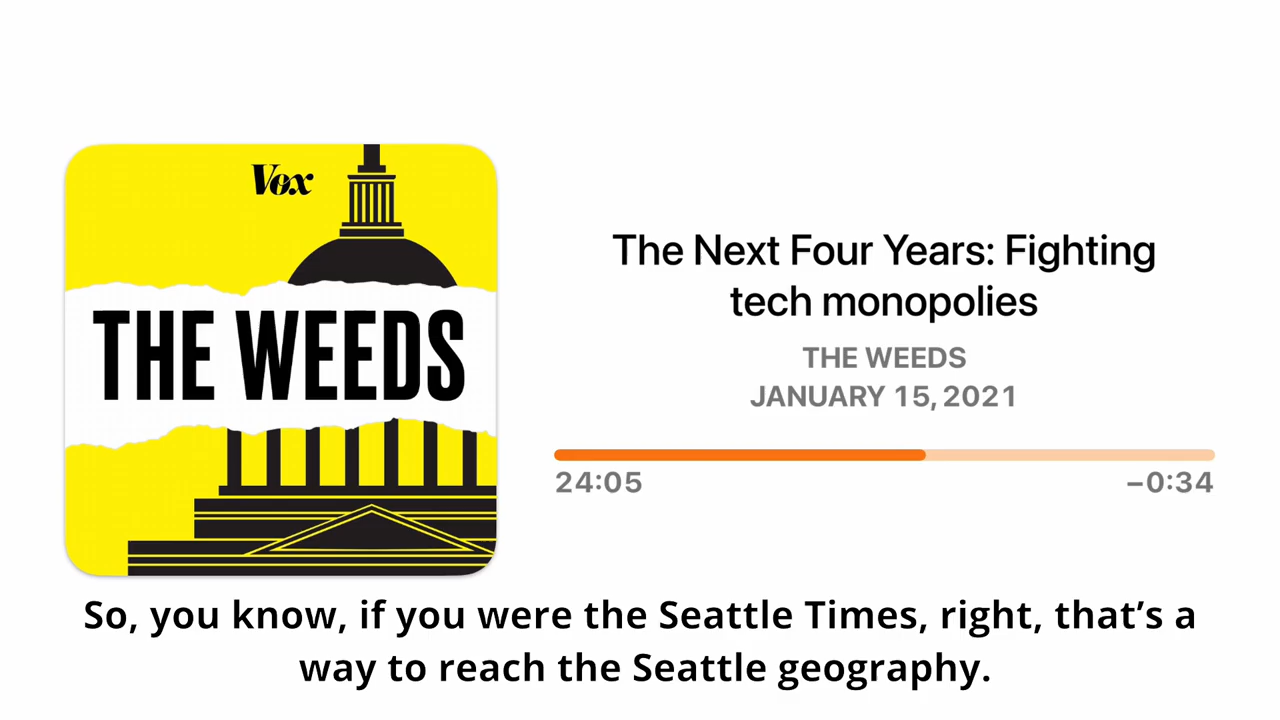 Vox
THE WEEDS
The Next Four Years: Fighting
tech monopolies
THE WEEDS
JANUARY 15, 2021
24:05
−0:34
So, you know, if you were the Seattle Times, right, that’s a
way to reach the Seattle geography.